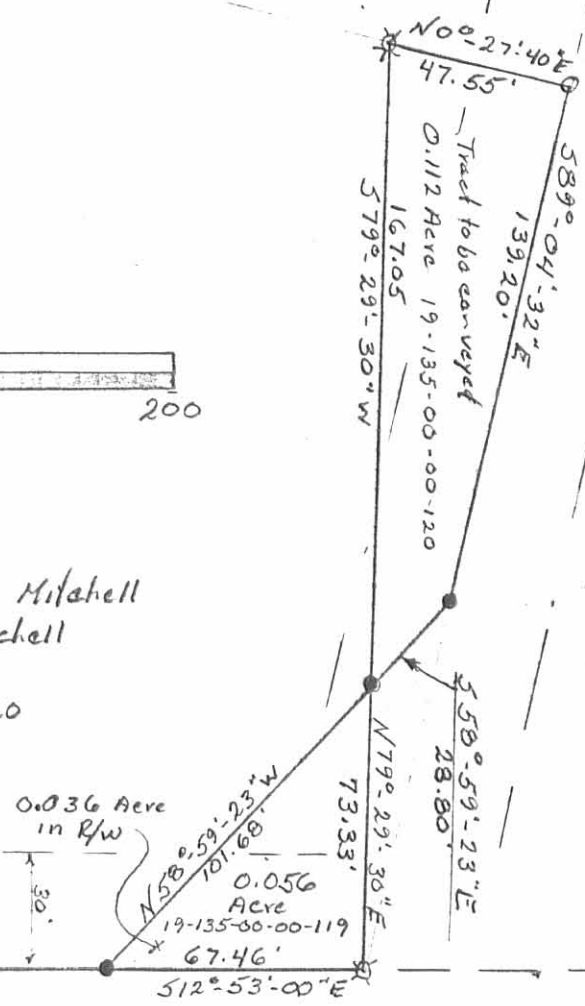 N0°-27'-40"E
47.55'
S89°-04'-32"E
139.20'
Tract to be conveyed
0.112 Acre 19-135-00-00-120
167.05
S79°-29'-30"W
200
Mitchell
chell
0
S58°-59'-23"E
28.80'
N79°-29'-30"E
73.33'
N58°-59'-23"W
101.68
0.036 Acre
in R/W
30'
0.056
Acre
19-135-00-00-119
67.46'
S12°-53'-00"E